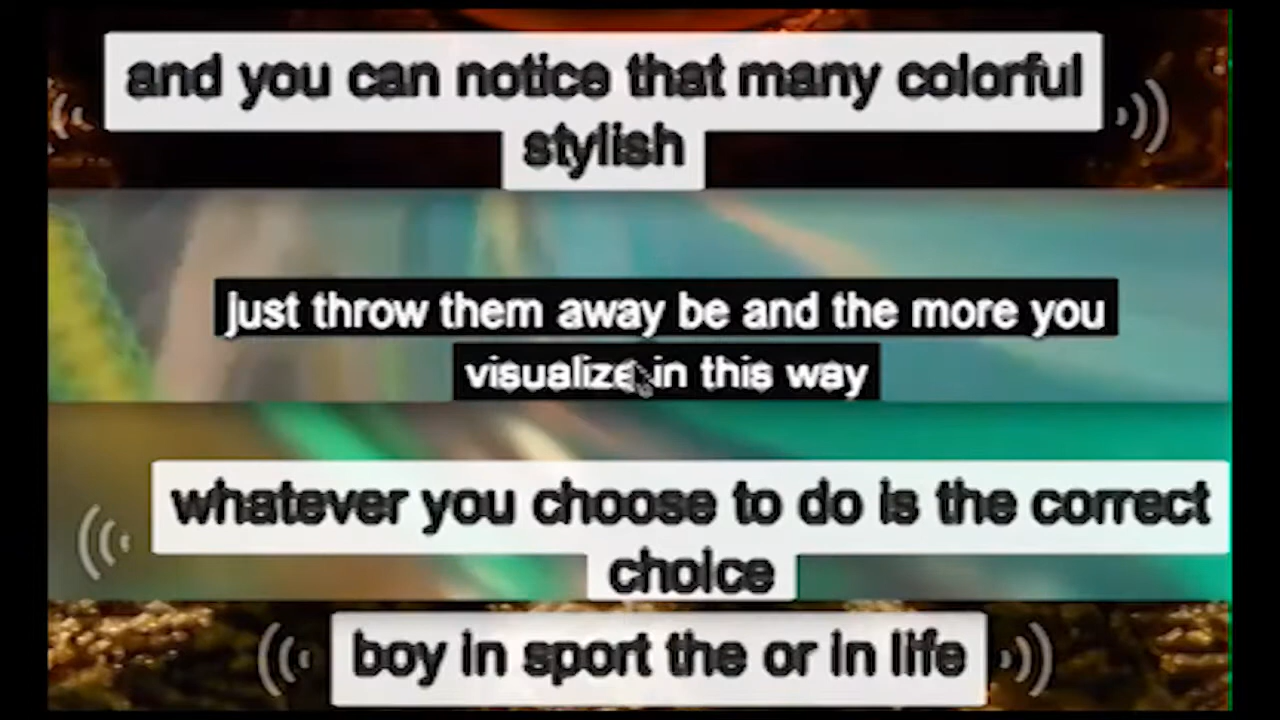 and you can notice that many colorful
stylish
just throw them away be and the more you
visualize in this way
whatever you choose to do is the correct
choice
boy in sport the or in life